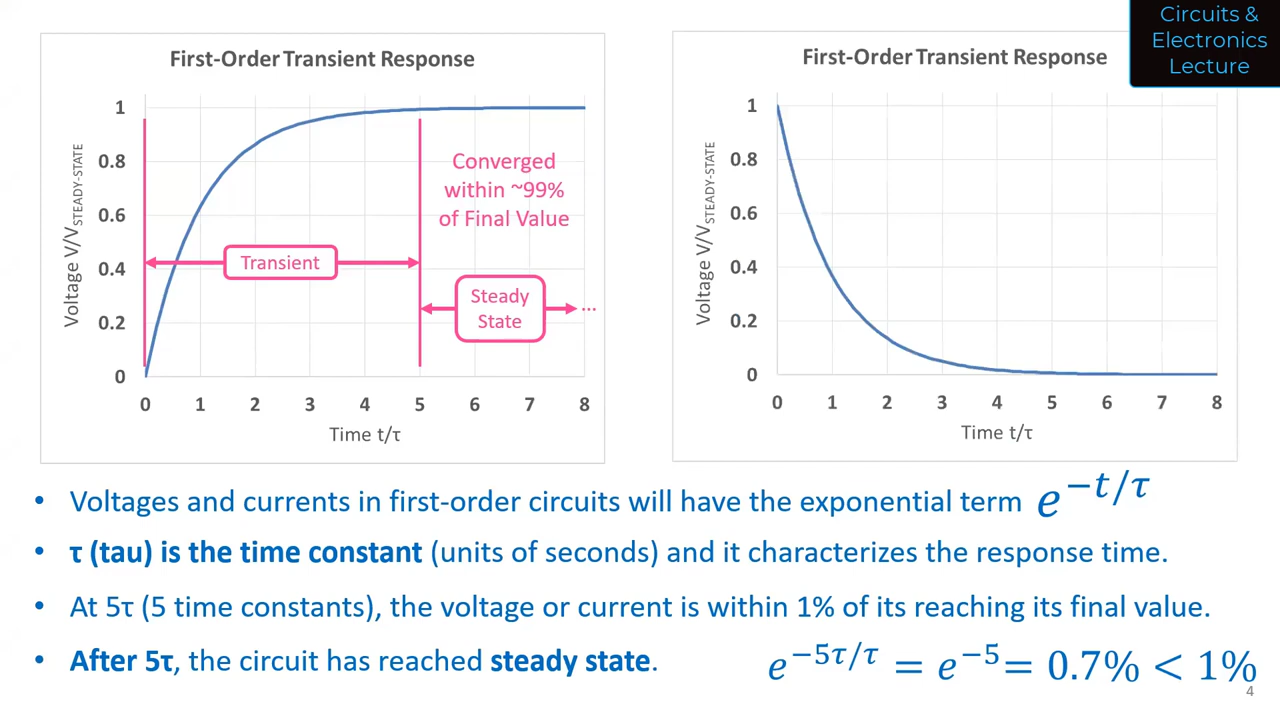 Circuits &
Electronics
Lecture
First-Order Transient Response
Voltage V/V_STEADY-STATE
1
0.8
0.6
0.4
0.2
0
Converged
within ~99%
of Final Value
Transient
Steady
State
...
0 1 2 3 4 5 6 7 8
Time t/τ
First-Order Transient Response
Voltage V/V_STEADY-STATE
1
0.8
0.6
0.4
0.2
0
0 1 2 3 4 5 6 7 8
Time t/τ
• Voltages and currents in first-order circuits will have the exponential term e^{-t/τ}
• τ (tau) is the time constant (units of seconds) and it characterizes the response time.
• At 5τ (5 time constants), the voltage or current is within 1% of its reaching its final value.
• After 5τ, the circuit has reached steady state. e^{-5τ/τ} = e^{-5} = 0.7% < 1%
4